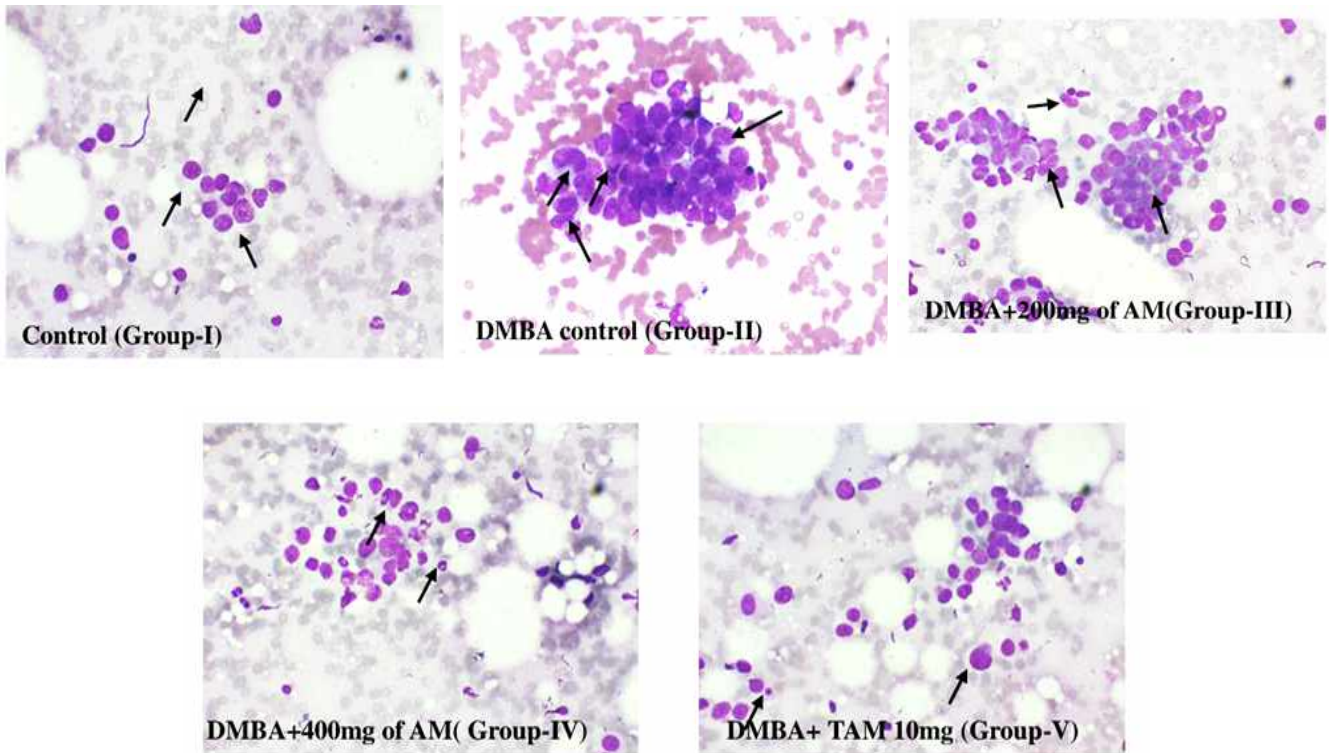 Control (Group-I)
DMBA control (Group-II)
DMBA+200mg of AM(Group-III)
DMBA+400mg of AM( Group-IV)
DMBA+ TAM 10mg (Group-V)